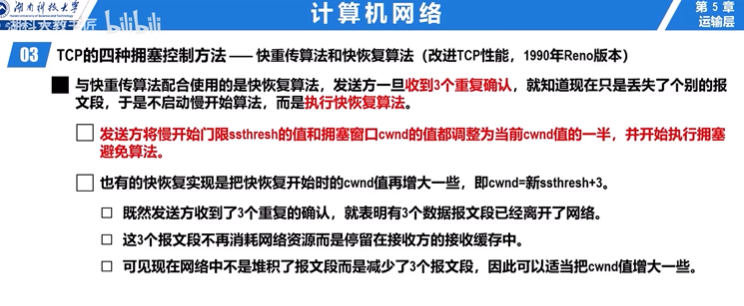 湖南科技大学
Hunan University of Science and Technology
计算机网络
第 5 章
运输层
湖科大教书匠 bilibili
03 TCP的四种拥塞控制方法 —— 快重传算法和快恢复算法（改进TCP性能，1990年Reno版本）
与快重传算法配合使用的是快恢复算法，发送方一旦收到3个重复确认，就知道现在只是丢失了个别的报
文段，于是不启动慢开始算法，而是执行快恢复算法。
发送方将慢开始门限ssthresh的值和拥塞窗口cwnd的值都调整为当前cwnd值的一半，并开始执行拥塞
避免算法。
也有的快恢复实现是把快恢复开始时的cwnd值再增大一些，即cwnd=新ssthresh+3。
既然发送方收到了3个重复的确认，就表明有3个数据报文段已经离开了网络。
这3个报文段不再消耗网络资源而是停留在接收方的接收缓存中。
可见现在网络中不是堆积了报文段而是减少了3个报文段，因此可以适当把cwnd值增大一些。